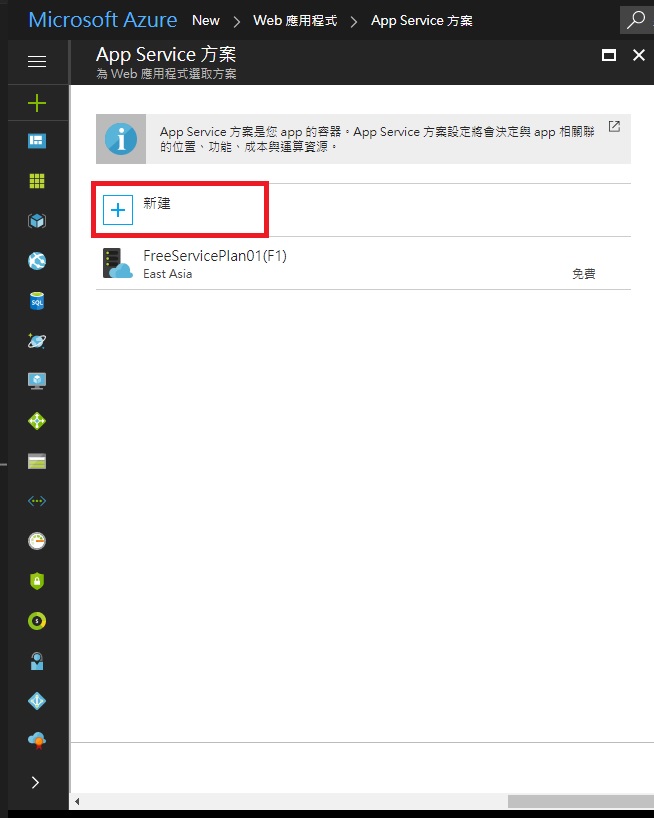 Microsoft Azure New > Web 應用程式 > App Service 方案
App Service 方案
為 Web 應用程式選取方案
App Service 方案是您 app 的容器。App Service 方案設定將會決定與 app 相關聯
的位置、功能、成本與運算資源。
新建
FreeServicePlan01(F1)
East Asia
免費
SQL